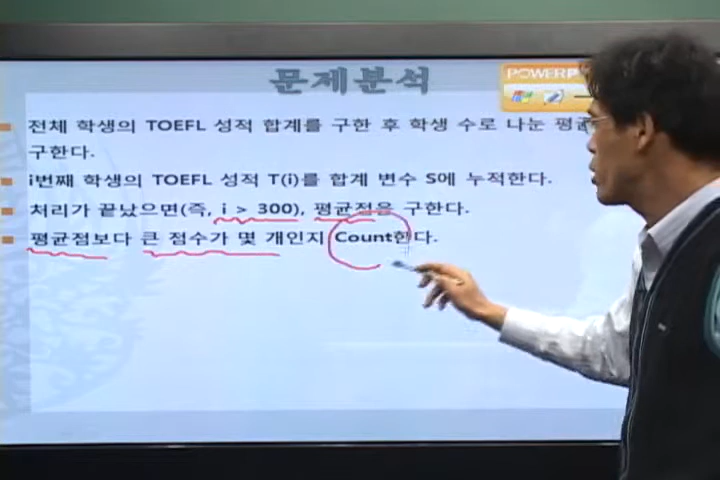 문제분석
POWERP
전체 학생의 TOEFL 성적 합계를 구한 후 학생 수로 나눈 평균
구한다.
i번째 학생의 TOEFL 성적 T(i)를 합계 변수 S에 누적한다.
처리가 끝났으면(즉, i > 300), 평균점을 구한다.
평균점보다 큰 점수가 몇 개인지 Count한다.